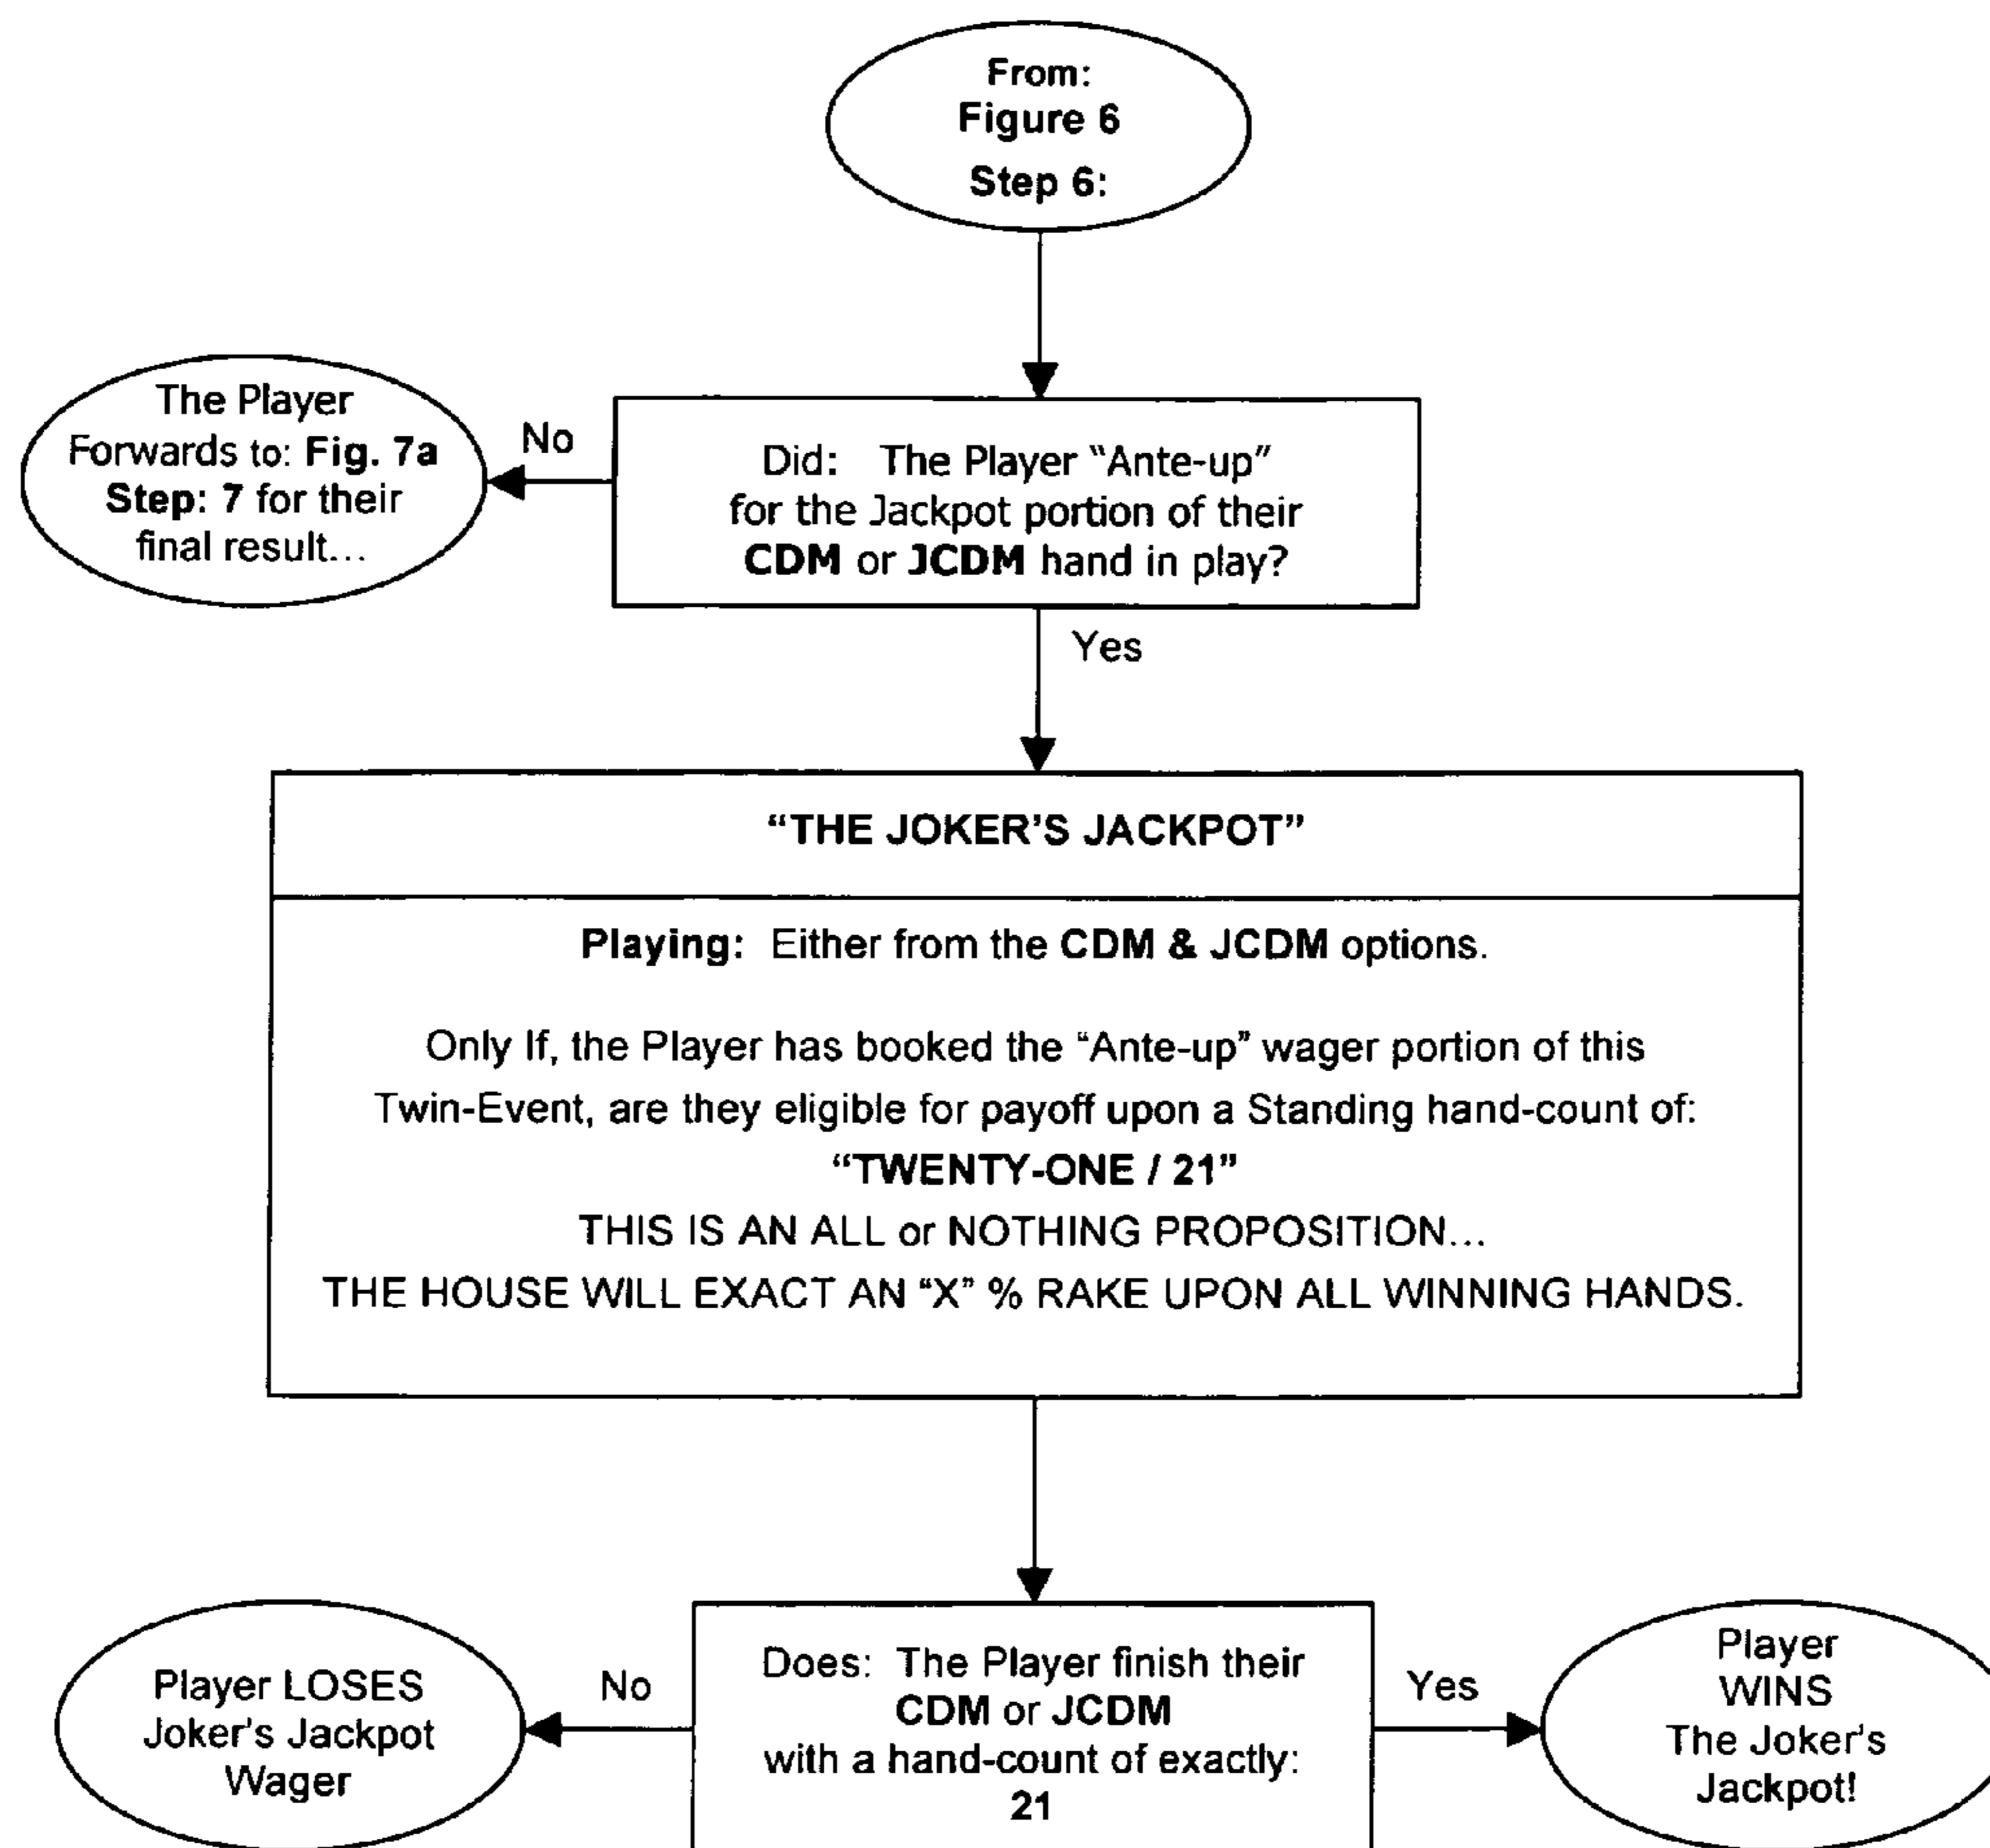 From:
Figure 6
Step 6:
The Player
Forwards to: Fig. 7a
Step: 7 for their
final result...
No
Did: The Player “Ante-up”
for the Jackpot portion of their
CDM or JCDM hand in play?
Yes
“THE JOKER’S JACKPOT”
Playing: Either from the CDM & JCDM options.
Only If, the Player has booked the “Ante-up” wager portion of this
Twin-Event, are they eligible for payoff upon a Standing hand-count of:
“TWENTY-ONE / 21”
THIS IS AN ALL or NOTHING PROPOSITION...
THE HOUSE WILL EXACT AN “X” % RAKE UPON ALL WINNING HANDS.
Player LOSES
Joker’s Jackpot
Wager
No
Does: The Player finish their
CDM or JCDM
with a hand-count of exactly:
21
Yes
Player
WINS
The Joker’s
Jackpot!